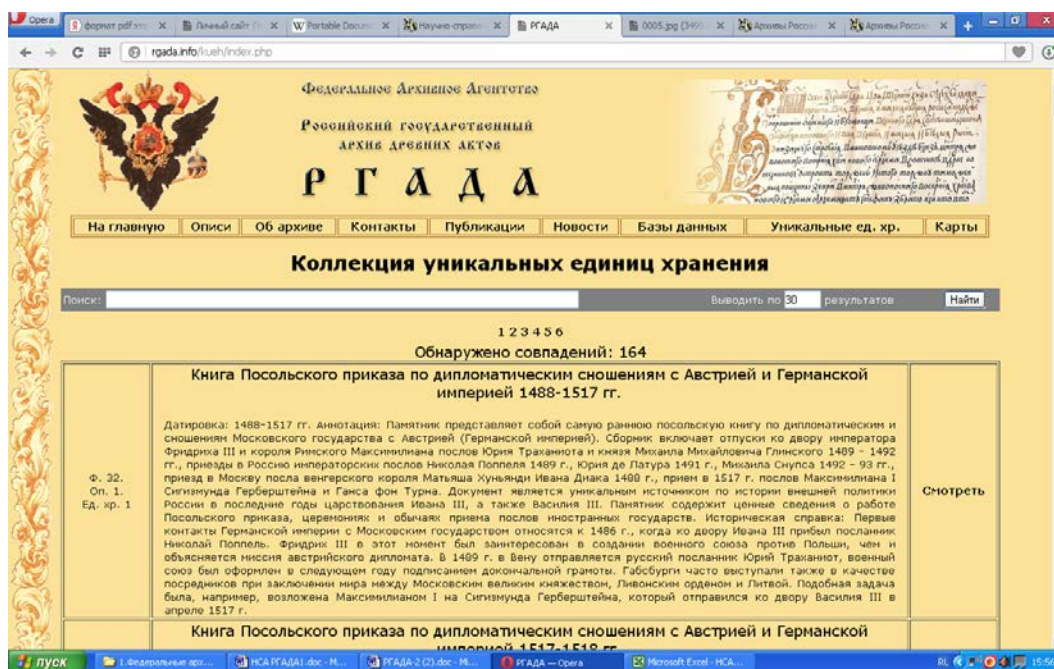 Opera
формат pdf это
Личный сайт
Portable Docum
Научно-справо
РГАДА
0005.jpg
Архивы Росси
Архивы Росси
rgada.info/kueh/index.php
Федеральное Архивное Агентство
Российский государственный
архив древних актов
РГАДА
На главную Описи Об архиве Контакты Публикации Новости Базы данных Уникальные ед. хр. Карты
Коллекция уникальных единиц хранения
Поиск: Выводить по 30 результатов Найти
1 2 3 4 5 6
Обнаружено совпадений: 164
Ф. 32.
Оп. 1.
Ед. хр. 1
Книга Посольского приказа по дипломатическим сношениям с Австрией и Германской
империей 1488-1517 гг.
Датировка: 1488-1517 гг. Аннотация: Памятник представляет собой самую раннюю посольскую книгу по дипломатическим и
сношениям Московского государства с Австрией (Германской империей). Сборник включает отпуски ко двору императора
Фридриха III и короля Римского Максимилиана послов Юрия Траханиота и князя Михаила Михайловича Глинского 1489 - 1492
гг., приезды в Россию императорских послов Николая Поппеля 1489 г., Юрия де Латура 1491 г., Михаила Снупса 1492 - 93 гг.,
приезд в Москву посла венгерского короля Матьяша Хуньянди Ивана Диака 1488 г., прием в 1517 г. послов Максимилиана I
Сигизмунда Герберштейна и Ганса фон Турна. Документ является уникальным источником по истории внешней политики
России в последние годы царствования Ивана III, а также Василия III. Памятник содержит ценные сведения о работе
Посольского приказа, церемониях и обычаях приема послов иностранных государств. Историческая справка: Первые
контакты Германской империи с Московским государством относятся к 1486 г., когда ко двору Ивана III прибыл посланник
Николай Поппель. Фридрих III в этот момент был заинтересован в создании военного союза против Польши, чем и
объясняется миссия австрийского дипломата. В 1489 г. в Вену отправляется русский посланник Юрий Траханиот, военный
союз был оформлен в следующем году подписанием докончальной грамоты. Габсбурги часто выступали также в качестве
посредников при заключении мира между Московским великим княжеством, Ливонским орденом и Литвой. Подобная задача
была, например, возложена Максимилианом I на Сигизмунда Герберштейна, который отправился ко двору Василия III в
апреле 1517 г.
Смотреть
Книга Посольского приказа по дипломатическим сношениям с Австрией и Германской
империей 1517-1518 гг.
пуск
1.Федеральные арх...
НСА РГАДА1.doc - M...
РГАДА-2 (2).doc - Mi...
РГАДА — Opera
Microsoft Excel - НСА...
RL
15:56